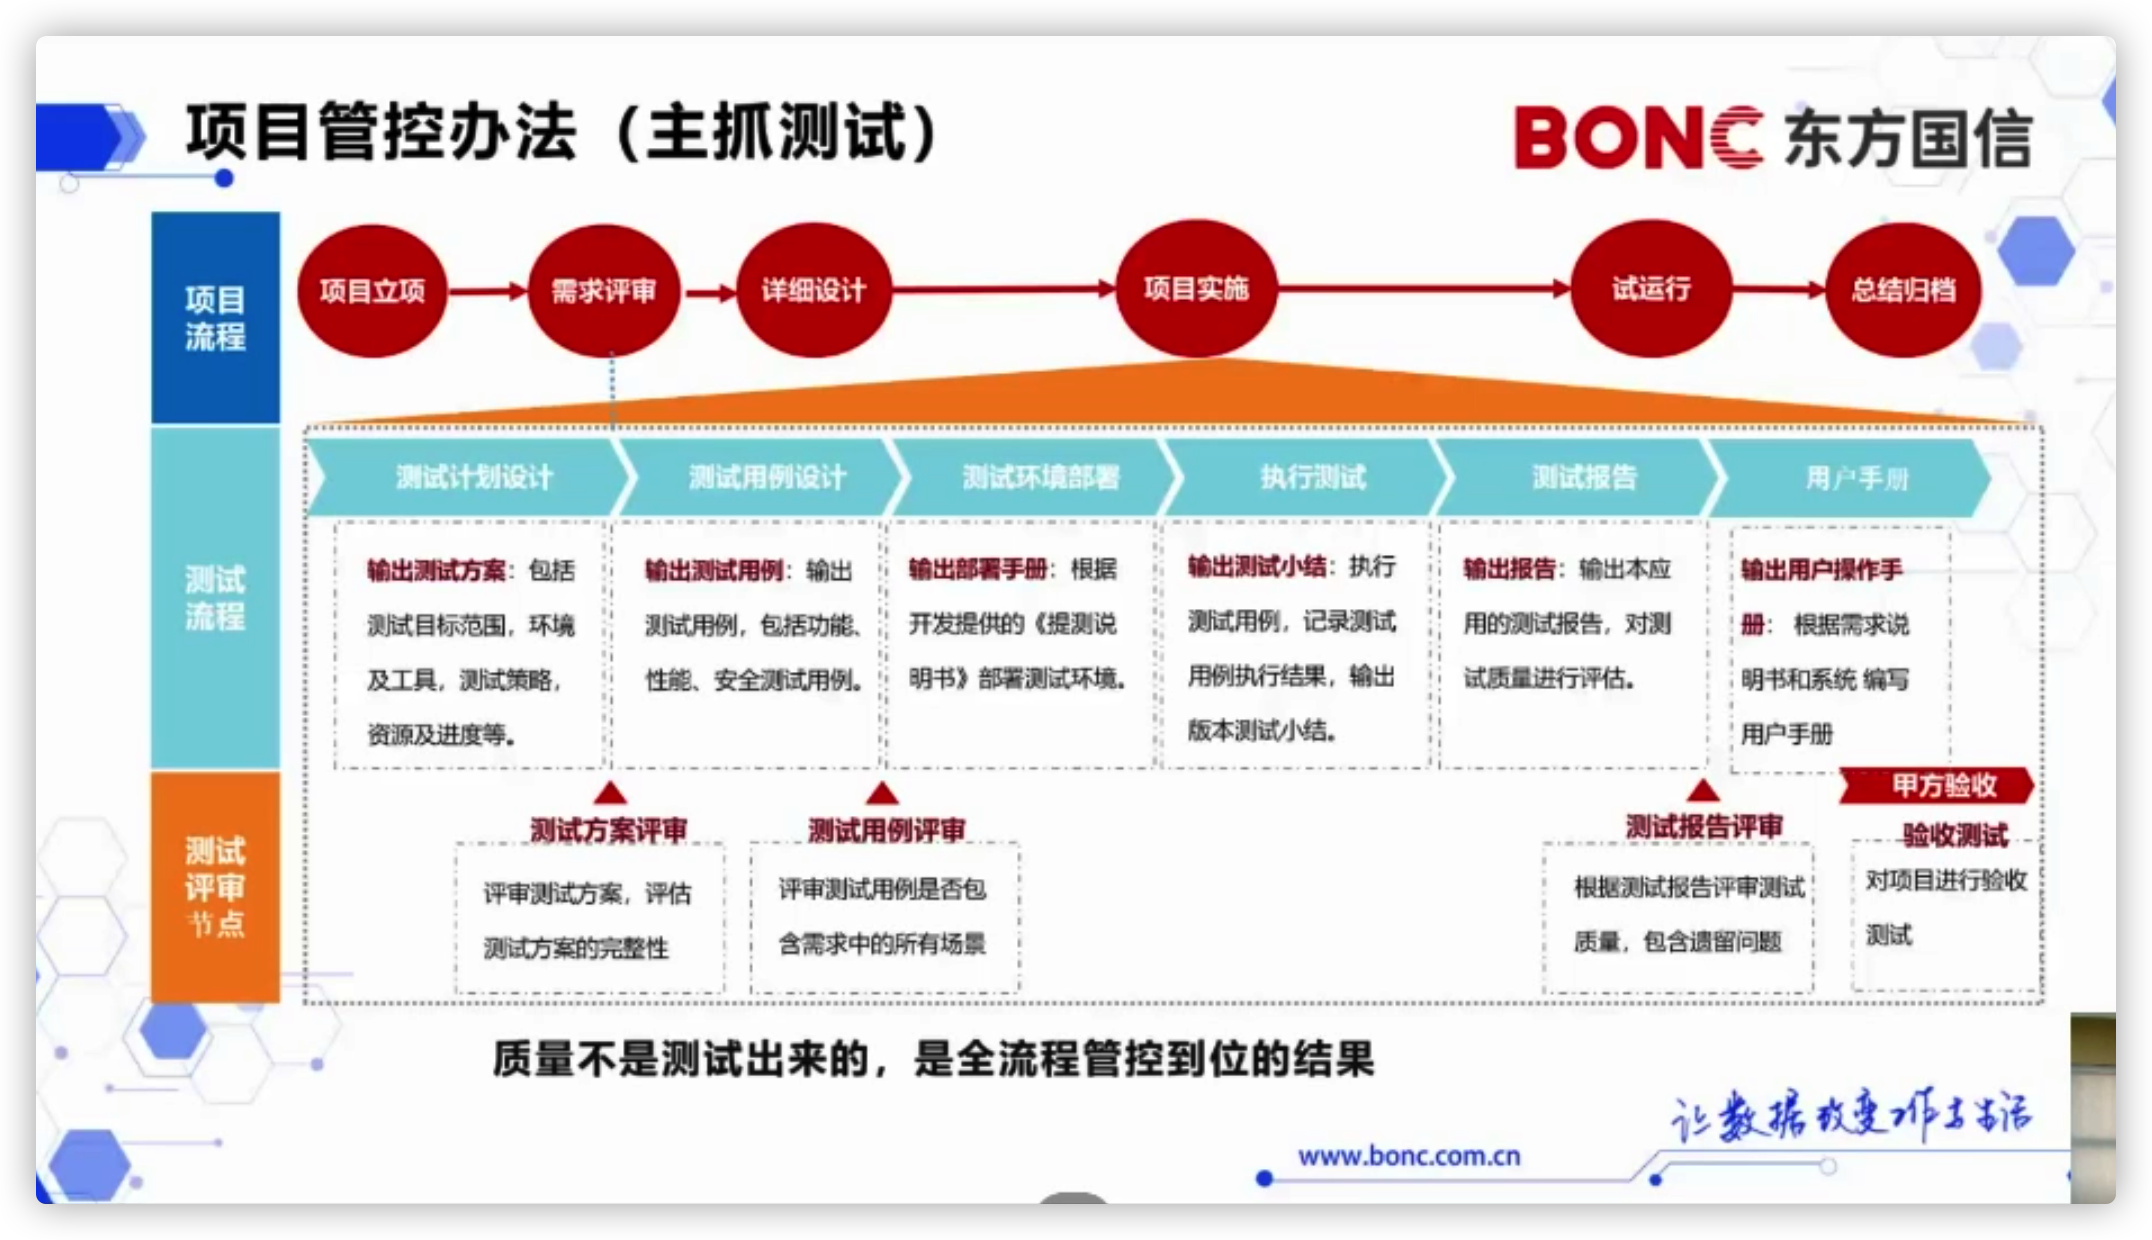 项目管控办法（主抓测试）
BONC 东方国信
项目
流程
项目立项
需求评审
详细设计
项目实施
试运行
总结归档
测试
流程
测试计划设计
测试用例设计
测试环境部署
执行测试
测试报告
用户手册
输出测试方案：包括
测试目标范围，环境
及工具，测试策略，
资源及进度等。
输出测试用例：输出
测试用例，包括功能、
性能、安全测试用例。
输出部署手册：根据
开发提供的《提测说
明书》部署测试环境。
输出测试小结：执行
测试用例，记录测试
用例执行结果，输出
版本测试小结。
输出报告：输出本应
用的测试报告，对测
试质量进行评估。
输出用户操作手
册： 根据需求说
明书和系统 编写
用户手册
测试
评审
节点
测试方案评审
评审测试方案，评估
测试方案的完整性
测试用例评审
评审测试用例是否包
含需求中的所有场景
测试报告评审
根据测试报告评审测试
质量，包含遗留问题
甲方验收
验收测试
对项目进行验收
测试
质量不是测试出来的，是全流程管控到位的结果
让数据改变工作与生活
www.bonc.com.cn